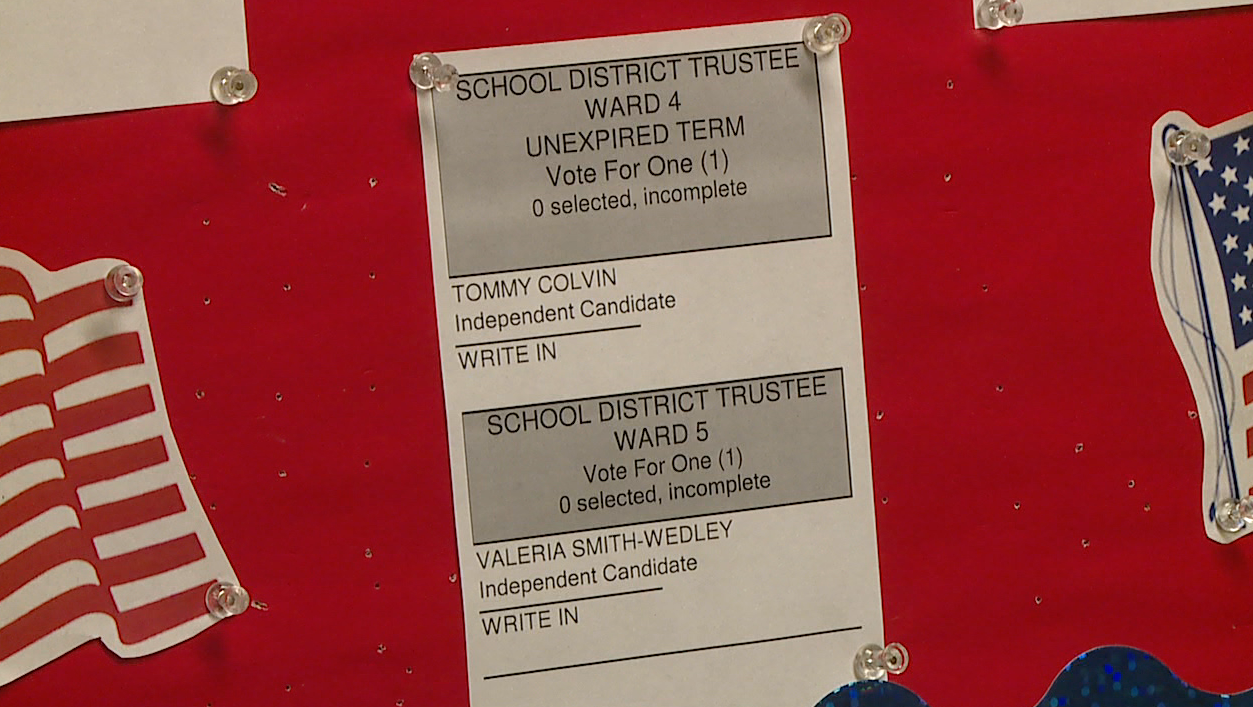 SCHOOL DISTRICT TRUSTEE
WARD 4
UNEXPIRED TERM
Vote For One (1)
0 selected, incomplete
TOMMY COLVIN
Independent Candidate
WRITE IN
SCHOOL DISTRICT TRUSTEE
WARD 5
Vote For One (1)
0 selected, incomplete
VALERIA SMITH-WEDLEY
Independent Candidate
WRITE IN